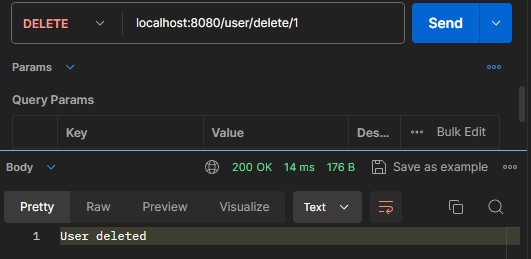 DELETE localhost:8080/user/delete/1 Send
Params
Query Params
Key Value Des... Bulk Edit
Body 200 OK 14 ms 176 B Save as example
Pretty Raw Preview Visualize Text
1 User deleted